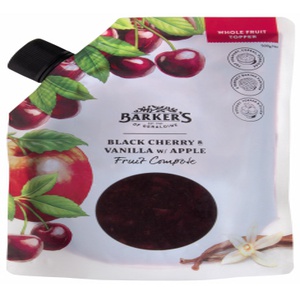 WHOLE FRUIT
TOPPER
BARKER'S
OF GERALDINE
BLACK CHERRY &
VANILLA w/ APPLE
Fruit Compote